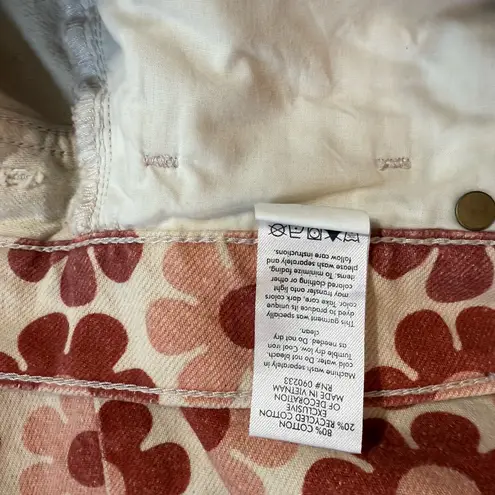 80% COTTON
20% RECYCLED COTTON
EXCLUSIVE
OF DECORATION
MADE IN VIETNAM
RN# 090233
Machine wash separately in
cold. Do not bleach.
Tumble dry low. Cool iron
as needed. Do not dry
clean.
This garment was specially
dyed to produce its unique
color. Take care, dark colors
may transfer onto light
colored clothing or other
items. To minimize fading,
please wash separately and
follow care instructions.